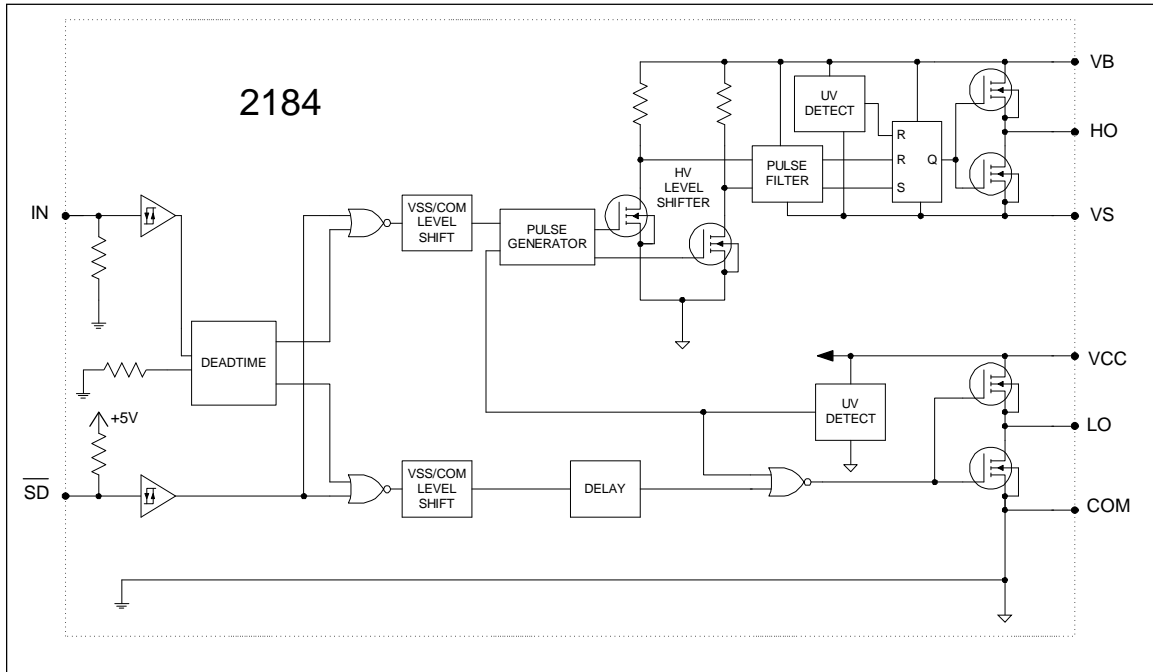 2184
VB
UV
DETECT
HO
R
R
Q
S
PULSE
FILTER
HV
LEVEL
SHIFTER
IN
VSS/COM
LEVEL
SHIFT
PULSE
GENERATOR
VS
DEADTIME
VCC
+5V
UV
DETECT
LO
SD
VSS/COM
LEVEL
SHIFT
DELAY
COM